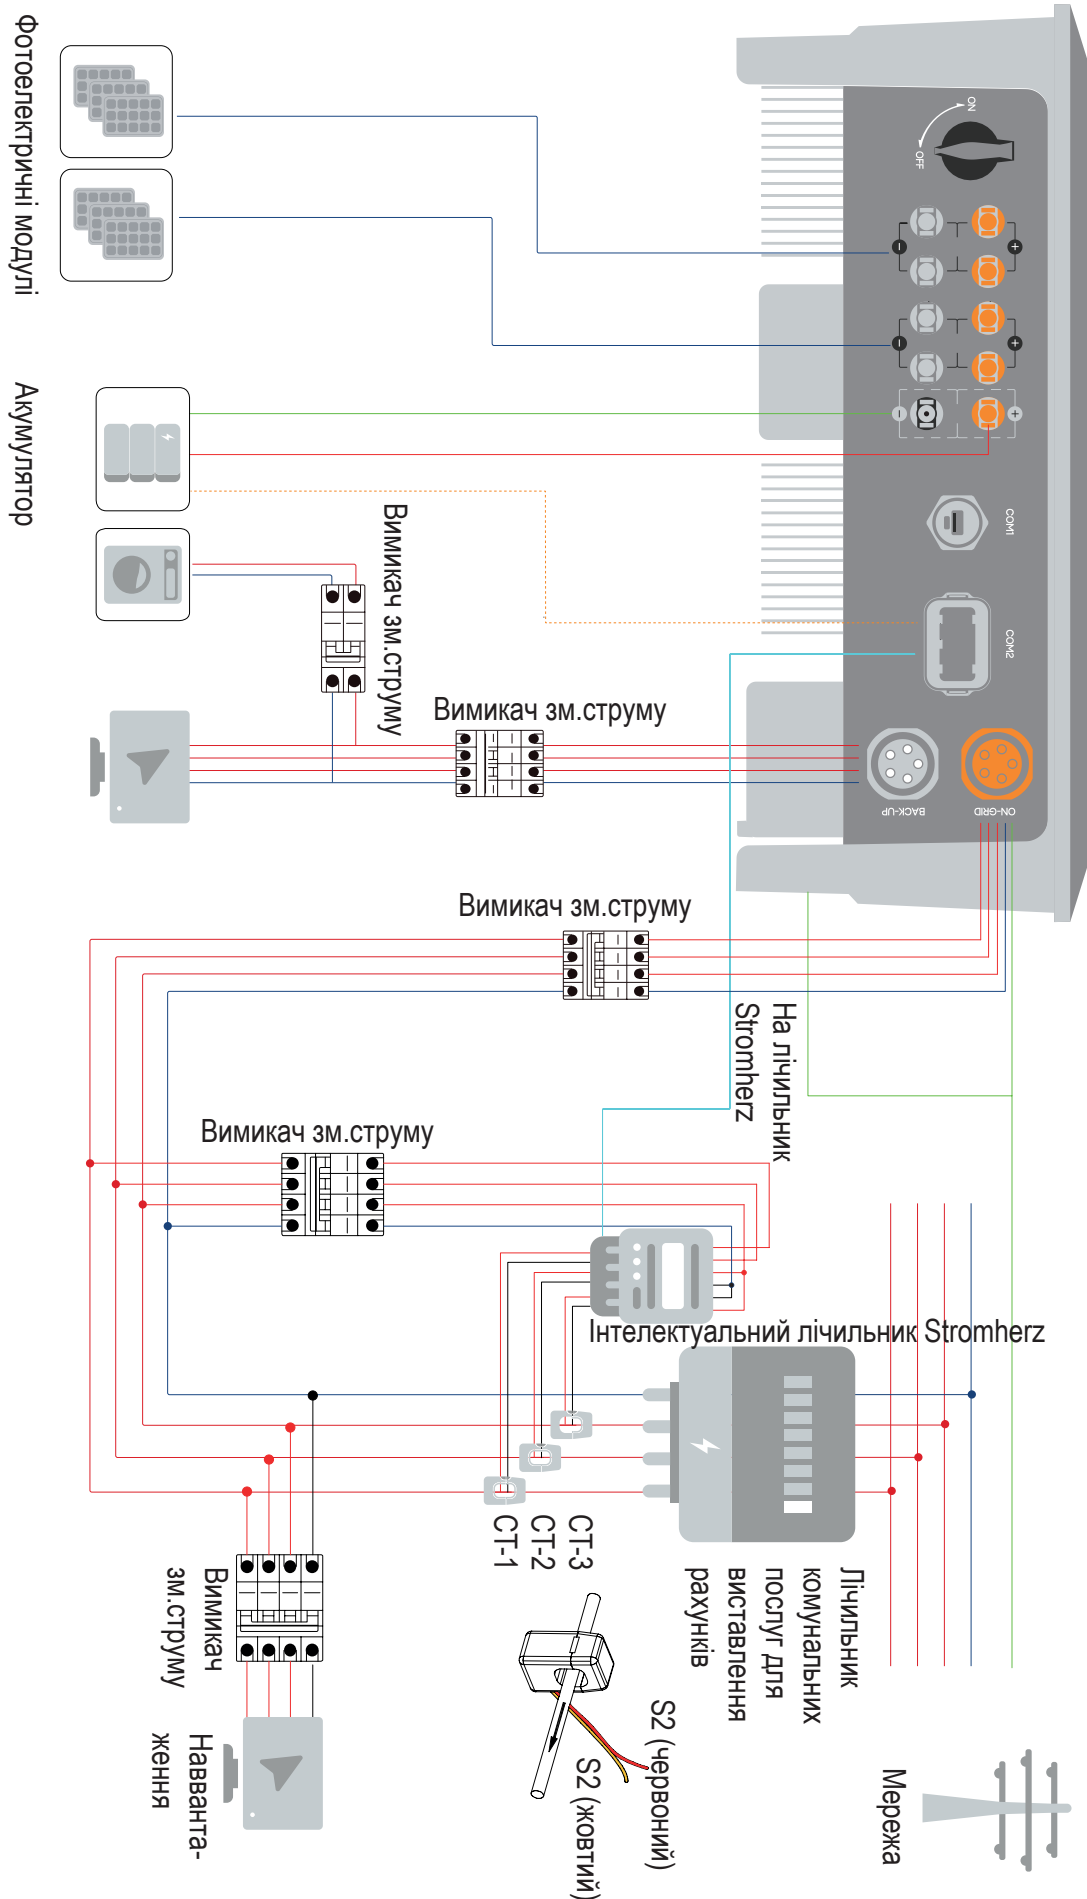 Фотоелектричні модулі
ON
OFF
Акумулятор
COM1
COM2
Вимикач зм.струму
Вимикач зм.струму
BACK-UP
ON-GRID
Вимикач зм.струму
На лічильник
Stromherz
Вимикач зм.струму
Інтелектуальний лічильник Stromherz
CT-3
CT-2
CT-1
Лічильник
комунальних
послуг для
виставлення
рахунків
Вимикач
зм.струму
Навванта-
ження
S2 (червоний)
S2 (жовтий)
Мережа